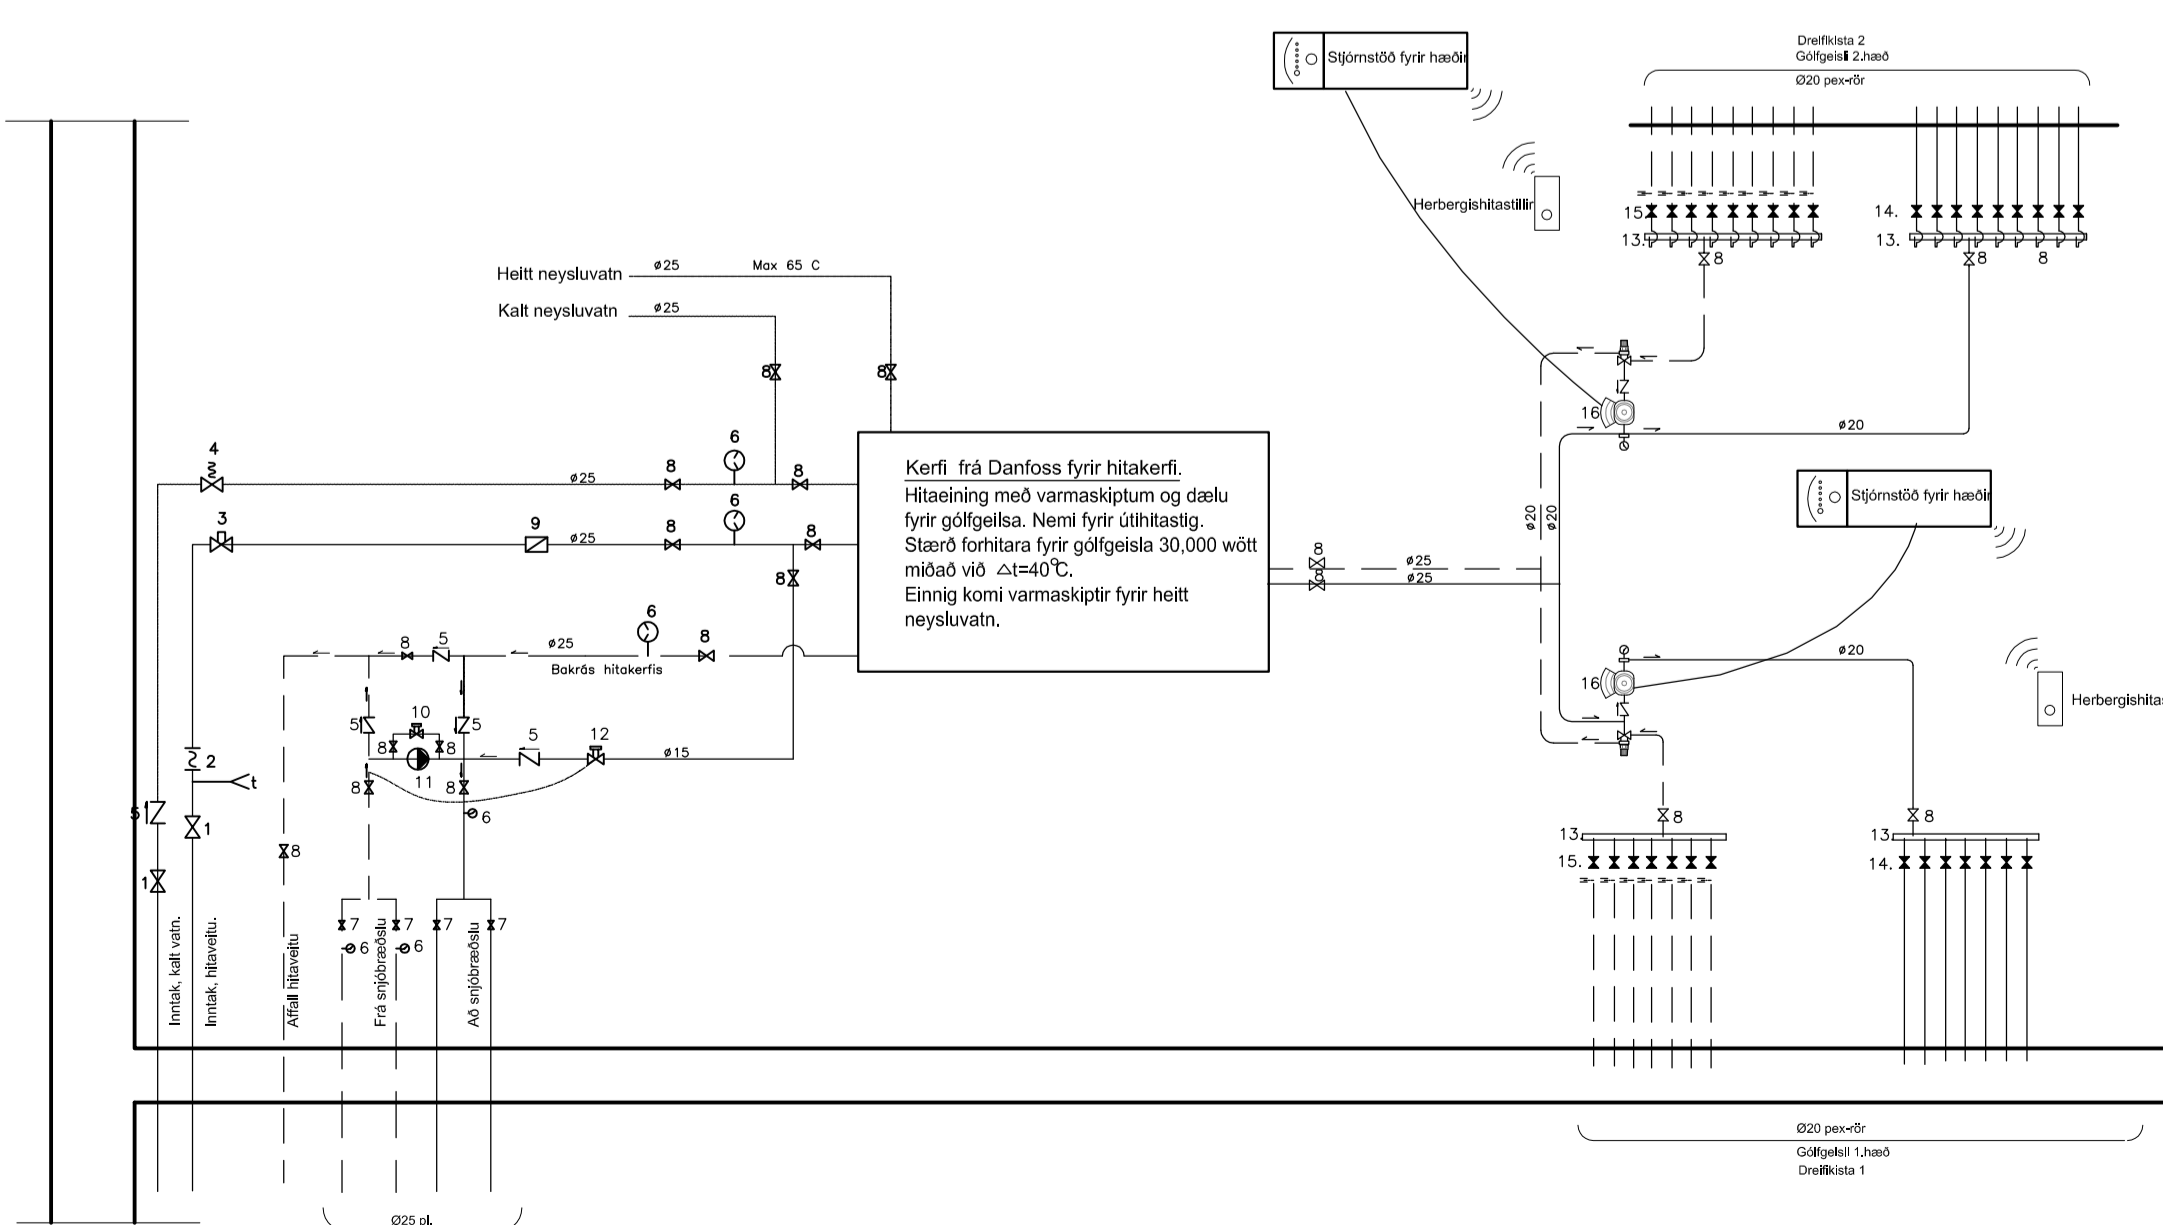 Dreifikista 2
Gólfgeisli 2.hæð
Ø20 pex-rör
Stjórnstöð fyrir hæðir
Herbergishitastillir
15
13.
14.
13.
8
8
8
Heitt neysluvatn
ø25
Max 65 C
Kalt neysluvatn
ø25
8
8
16
ø20
4
6
8
8
ø25
3
9
6
8
8
ø25
8
Kerfi frá Danfoss fyrir hitakerfi.
Hitaeining með varmaskiptum og dælu
fyrir gólfgeilsa. Nemi fyrir útihitastig.
Stærð forhitara fyrir gólfgeisla 30,000 wött
miðað við △t=40°C.
Einnig komi varmaskiptir fyrir heitt
neysluvatn.
Stjórnstöð fyrir hæðir
ø20
ø20
8
8
ø25
ø25
8
5
ø25
6
8
Bakrás hitakerfis
16
ø20
Herbergishitas
5
10
5
5
12
8
8
ø15
11
8
8
6
2
t
5
1
1
8
8
8
13
15.
13
14.
7
7
7
7
6
6
Inntak, kalt vatn.
Inntak, hitaveitu.
Affall hitaveitu
Frá snjóbræðslu
Að snjóbræðslu
Ø20 pex-rör
Gólfgeisli 1.hæð
Dreifikista 1
Ø25 pl.